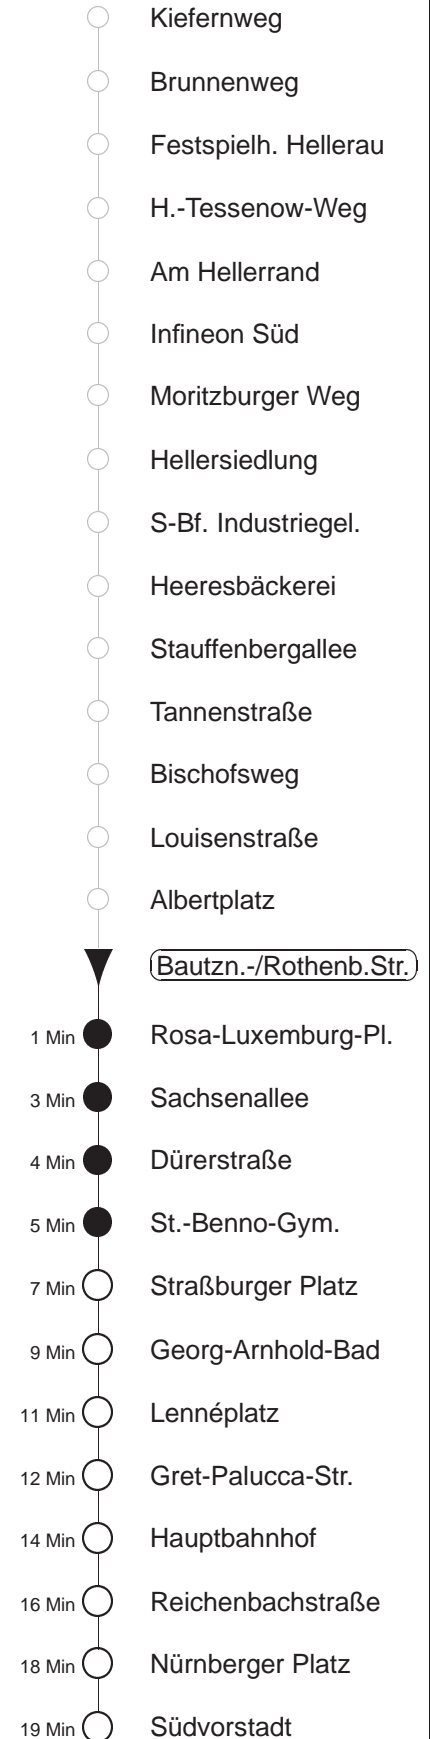 Kiefernweg
Brunnenweg
Festspielh. Hellerau
H.-Tessenow-Weg
Am Hellerrand
Infineon Süd
Moritzburger Weg
Hellersiedlung
S-Bf. Industriegel.
Heeresbäckerei
Stauffenbergallee
Tannenstraße
Bischofsweg
Louisenstraße
Albertplatz
Bautzn.-/Rothenb.Str.
1 Min Rosa-Luxemburg-Pl.
3 Min Sachsenallee
4 Min Dürerstraße
5 Min St.-Benno-Gym.
7 Min Straßburger Platz
9 Min Georg-Arnhold-Bad
11 Min Lennéplatz
12 Min Gret-Palucca-Str.
14 Min Hauptbahnhof
16 Min Reichenbachstraße
18 Min Nürnberger Platz
19 Min Südvorstadt